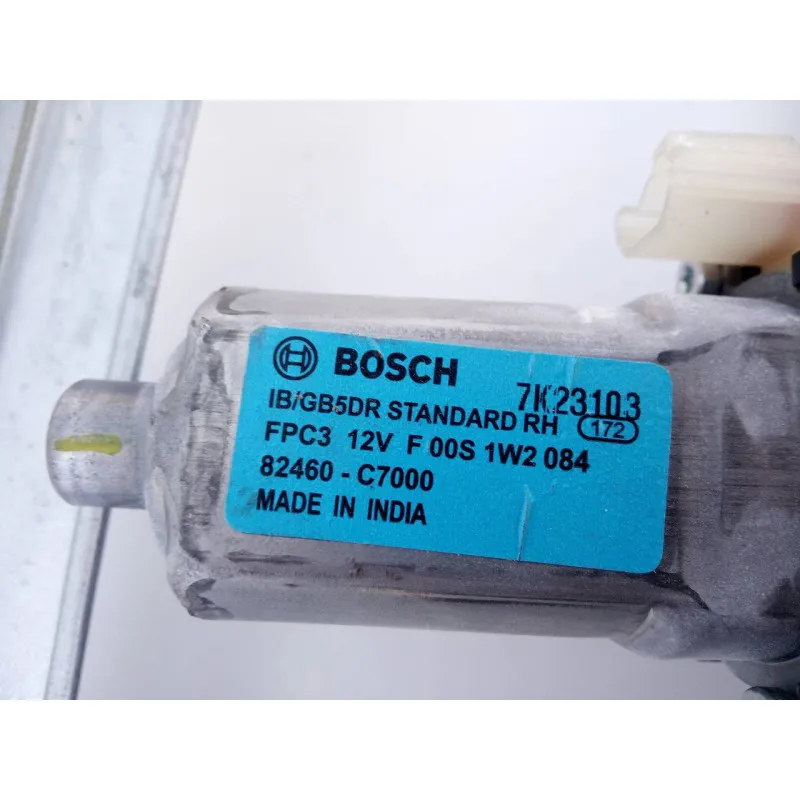 BOSCH 7K23103
IB/GB5DR STANDARD RH 172
FPC3 12V F 00S 1W2 084
82460 - C7000
MADE IN INDIA